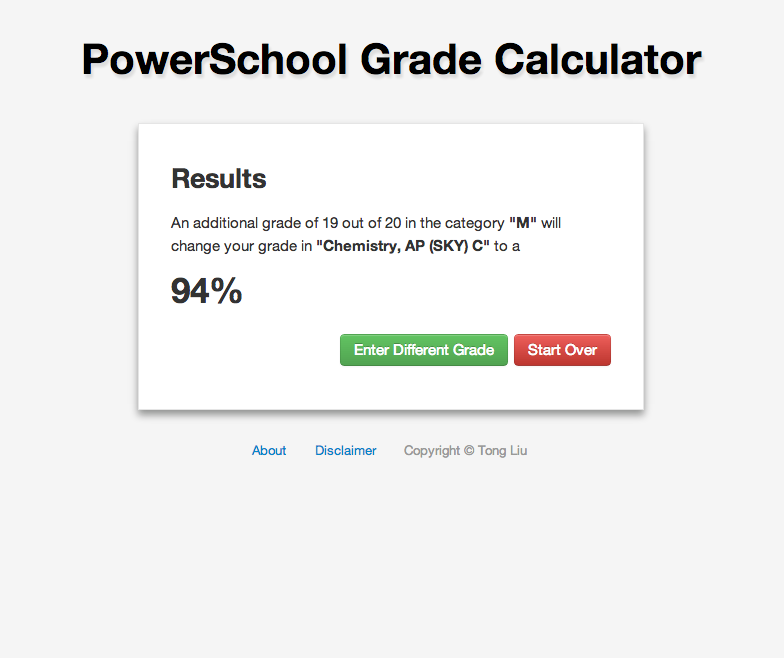 PowerSchool Grade Calculator
Results
An additional grade of 19 out of 20 in the category "M" will
change your grade in "Chemistry, AP (SKY) C" to a
94%
Enter Different Grade Start Over
About Disclaimer Copyright © Tong Liu